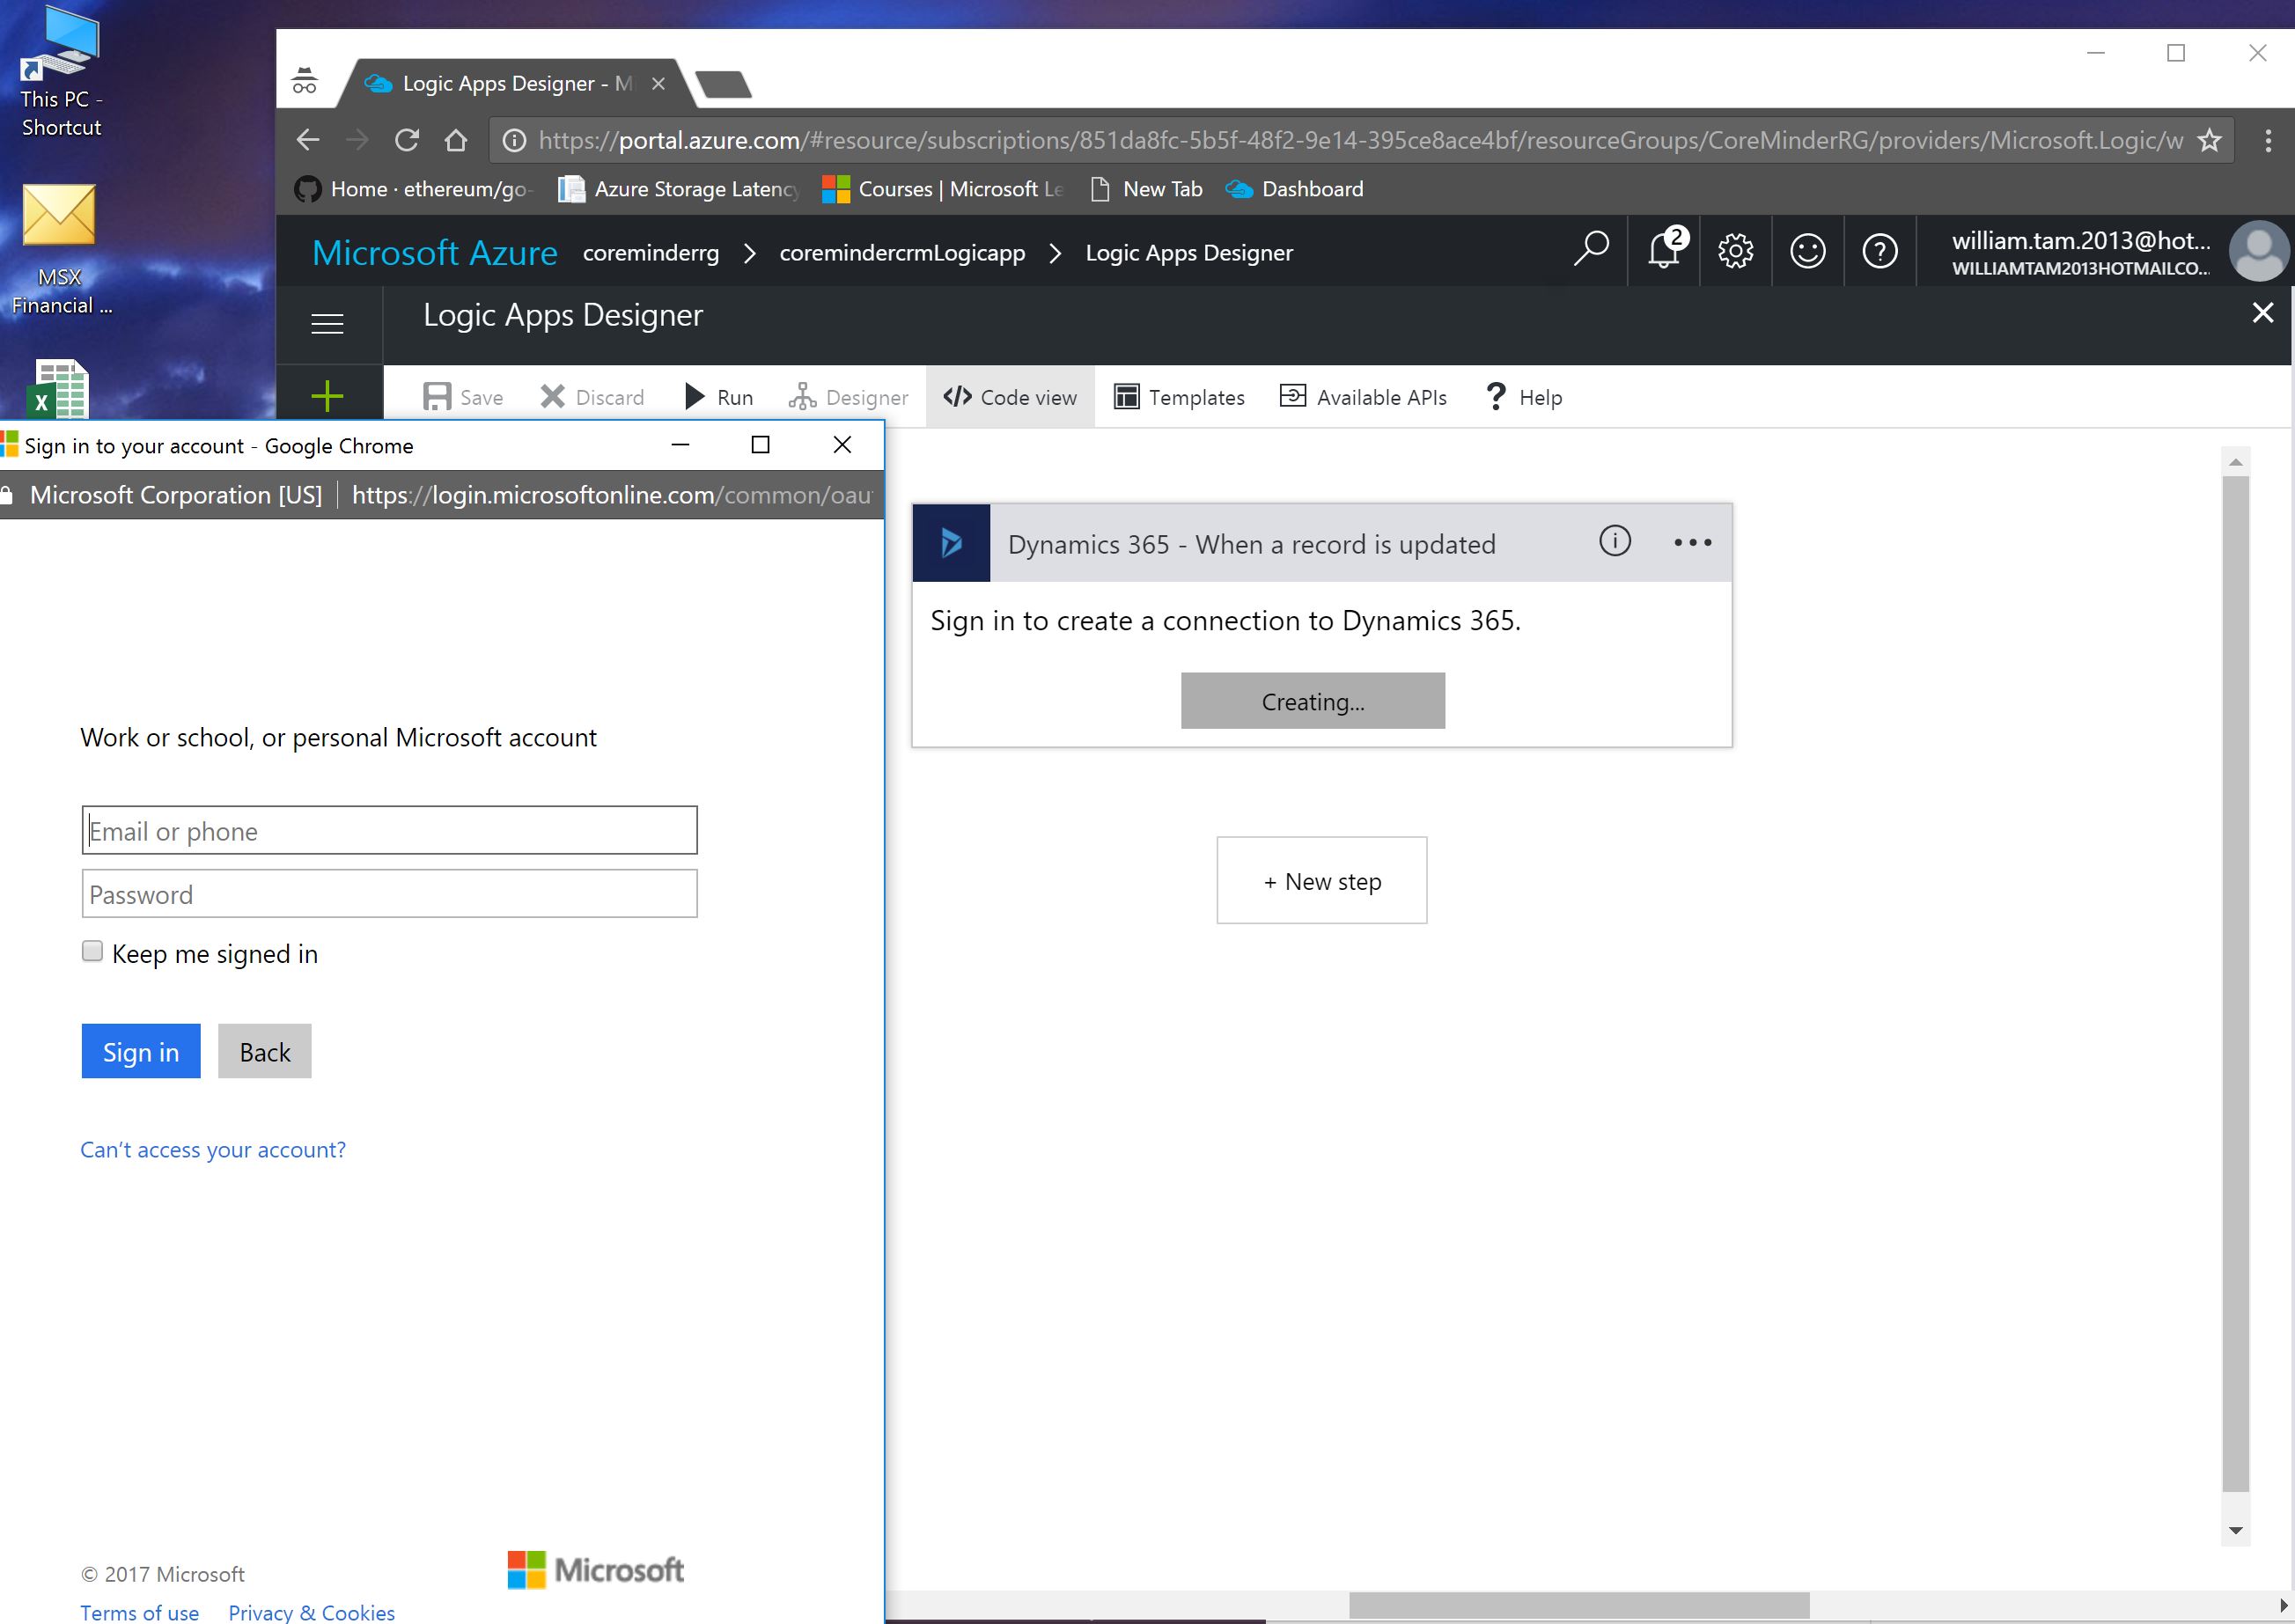 This PC -
Shortcut
MSX
Financial ...
X
Logic Apps Designer - M
https://portal.azure.com/#resource/subscriptions/851da8fc-5b5f-48f2-9e14-395ce8ace4bf/resourceGroups/CoreMinderRG/providers/Microsoft.Logic/w
Home · ethereum/go-
Azure Storage Latency
Courses | Microsoft Le
New Tab
Dashboard
Microsoft Azure
coreminderrg
coremindercrmLogicapp
Logic Apps Designer
2
william.tam.2013@hot...
WILLIAMTAM2013HOTMAILCO...
Logic Apps Designer
Save
Discard
Run
Designer
Code view
Templates
Available APIs
Help
Sign in to your account - Google Chrome
Microsoft Corporation [US]
https://login.microsoftonline.com/common/oau
Work or school, or personal Microsoft account
Email or phone
Password
Keep me signed in
Sign in
Back
Can't access your account?
© 2017 Microsoft
Microsoft
Terms of use
Privacy & Cookies
Dynamics 365 - When a record is updated
Sign in to create a connection to Dynamics 365.
Creating...
+ New step